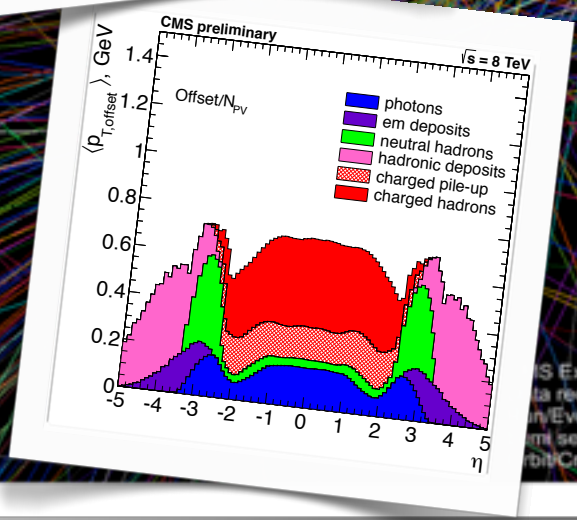 CMS preliminary
√s = 8 TeV
⟨p_T,offset⟩, GeV
Offset/N_PV
photons
em deposits
neutral hadrons
hadronic deposits
charged pile-up
charged hadrons
1.4
1.2
1
0.8
0.6
0.4
0.2
0
-5 -4 -3 -2 -1 0 1 2 3 4 5
η